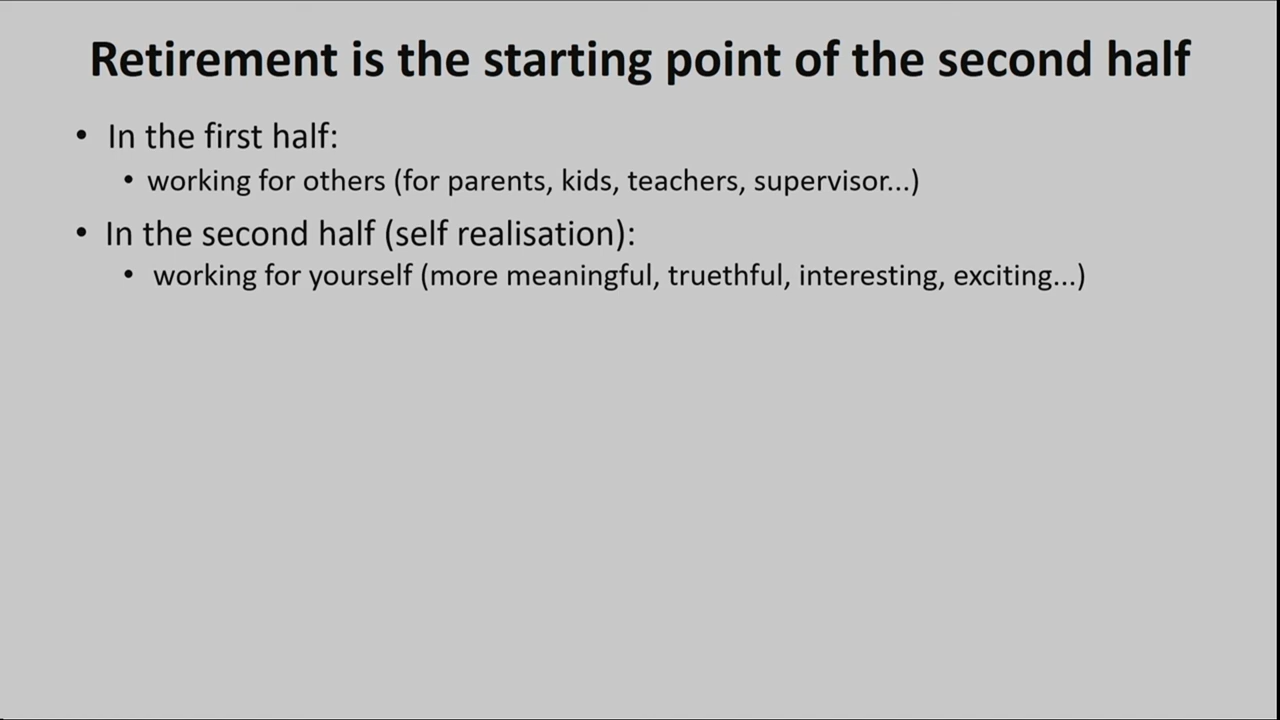 Retirement is the starting point of the second half
• In the first half:
• working for others (for parents, kids, teachers, supervisor...)
• In the second half (self realisation):
• working for yourself (more meaningful, truethful, interesting, exciting...)